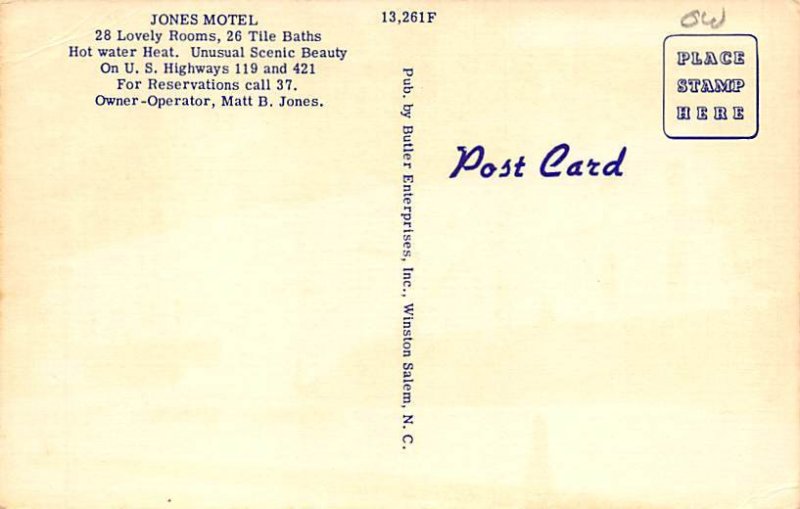 JONES MOTEL
28 Lovely Rooms, 26 Tile Baths
Hot water Heat. Unusual Scenic Beauty
On U. S. Highways 119 and 421
For Reservations call 37.
Owner-Operator, Matt B. Jones.
13,261F
Pub. by Butler Enterprises, Inc., Winston Salem, N. C.
Post Card
PLACE
STAMP
HERE